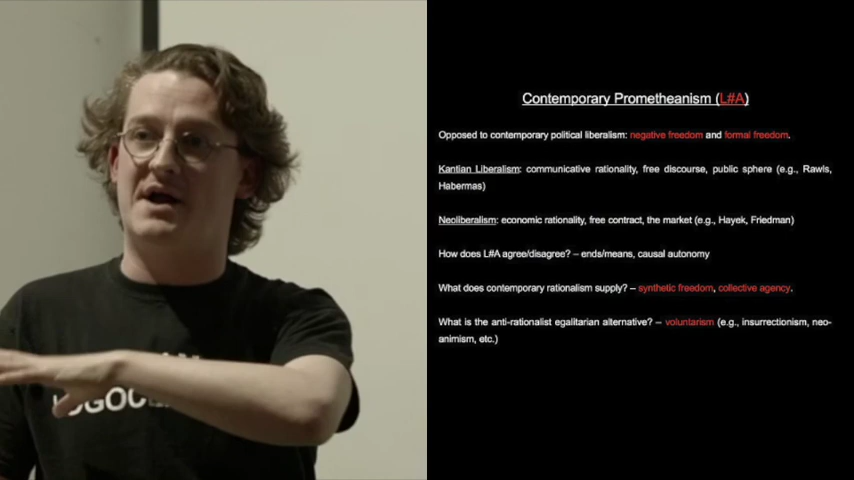 Contemporary Prometheanism (L#A)
Opposed to contemporary political liberalism: negative freedom and formal freedom.
Kantian Liberalism: communicative rationality, free discourse, public sphere (e.g., Rawls,
Habermas)
Neoliberalism: economic rationality, free contract, the market (e.g., Hayek, Friedman)
How does L#A agree/disagree? – ends/means, causal autonomy
What does contemporary rationalism supply? – synthetic freedom, collective agency.
What is the anti-rationalist egalitarian alternative? – voluntarism (e.g., insurrectionism, neo-
animism, etc.)